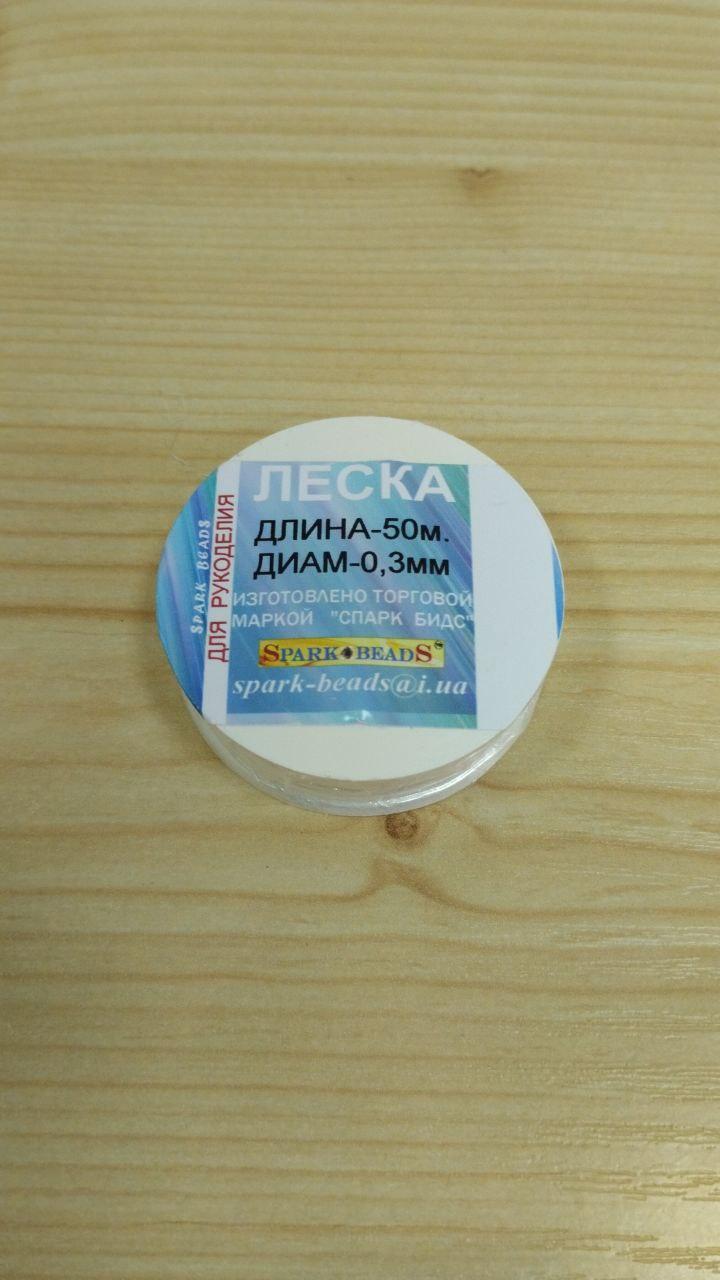 ЛЕСКА
ДЛИНА-50м.
ДИАМ-0,3мм
ИЗГОТОВЛЕНО ТОРГОВОЙ
МАРКОЙ "СПАРК БИДС"
SPARK BEADS™
spark-beads@i.ua
ДЛЯ РУКОДЕЛИЯ
SPARK BEADS